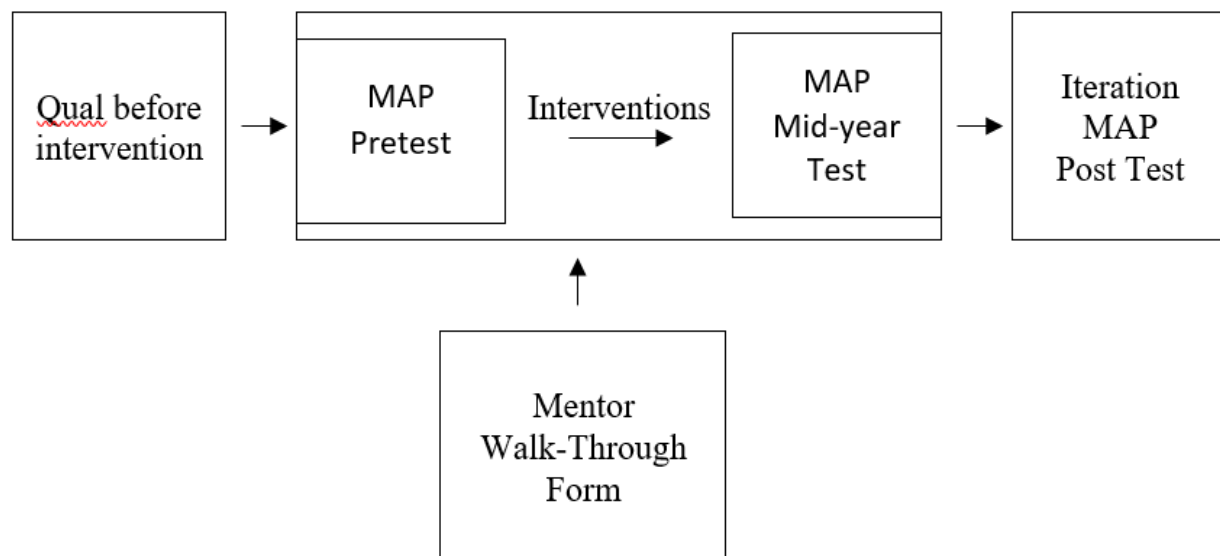 Qual before
intervention
MAP
Pretest
Interventions
MAP
Mid-year
Test
Iteration
MAP
Post Test
Mentor
Walk-Through
Form